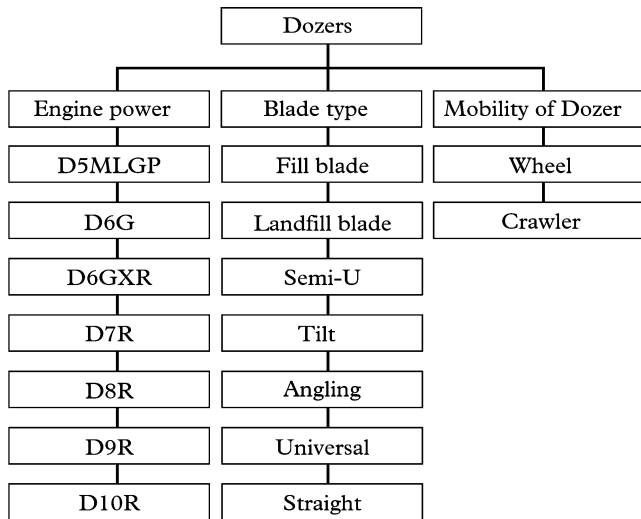 Dozers
Engine power
Blade type
Mobility of Dozer
D5MLGP
Fill blade
Wheel
D6G
Landfill blade
Crawler
D6GXR
Semi-U
D7R
Tilt
D8R
Angling
D9R
Universal
D10R
Straight